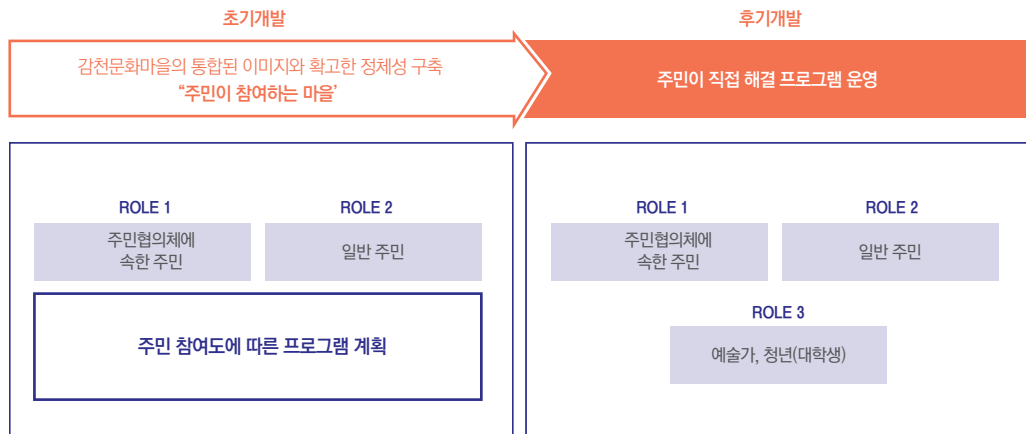 초기개발
감천문화마을의 통합된 이미지와 확고한 정체성 구축
“주민이 참여하는 마을’
후기개발
주민이 직접 해결 프로그램 운영
ROLE 1
주민협의체에
속한 주민
ROLE 2
일반 주민
주민 참여도에 따른 프로그램 계획
ROLE 1
주민협의체에
속한 주민
ROLE 2
일반 주민
ROLE 3
예술가, 청년(대학생)